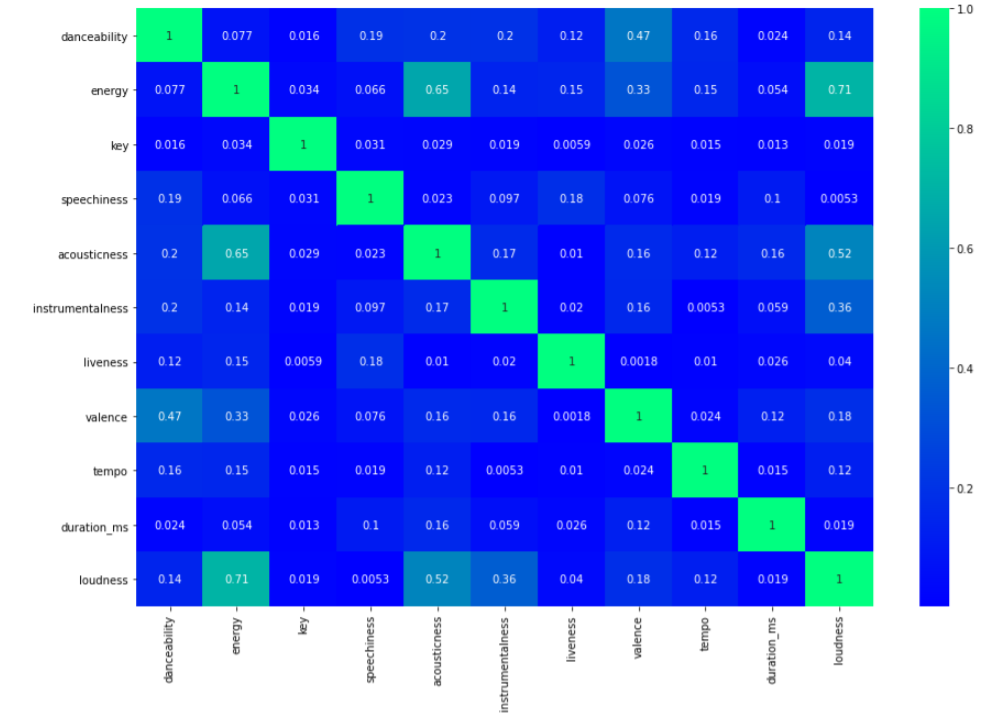 danceability 1 0.077 0.016 0.19 0.2 0.2 0.12 0.47 0.16 0.024 0.14
energy 0.077 1 0.034 0.066 0.65 0.14 0.15 0.33 0.15 0.054 0.71
key 0.016 0.034 1 0.031 0.029 0.019 0.0059 0.026 0.015 0.013 0.019
speechiness 0.19 0.066 0.031 1 0.023 0.097 0.18 0.076 0.019 0.1 0.0053
acousticness 0.2 0.65 0.029 0.023 1 0.17 0.01 0.16 0.12 0.16 0.52
instrumentalness 0.2 0.14 0.019 0.097 0.17 1 0.02 0.16 0.0053 0.059 0.36
liveness 0.12 0.15 0.0059 0.18 0.01 0.02 1 0.0018 0.01 0.026 0.04
valence 0.47 0.33 0.026 0.076 0.16 0.16 0.0018 1 0.024 0.12 0.18
tempo 0.16 0.15 0.015 0.019 0.12 0.0053 0.01 0.024 1 0.015 0.12
duration_ms 0.024 0.054 0.013 0.1 0.16 0.059 0.026 0.12 0.015 1 0.019
loudness 0.14 0.71 0.019 0.0053 0.52 0.36 0.04 0.18 0.12 0.019 1
danceability energy key speechiness acousticness instrumentalness liveness valence tempo duration_ms loudness
1.0
0.8
0.6
0.4
0.2